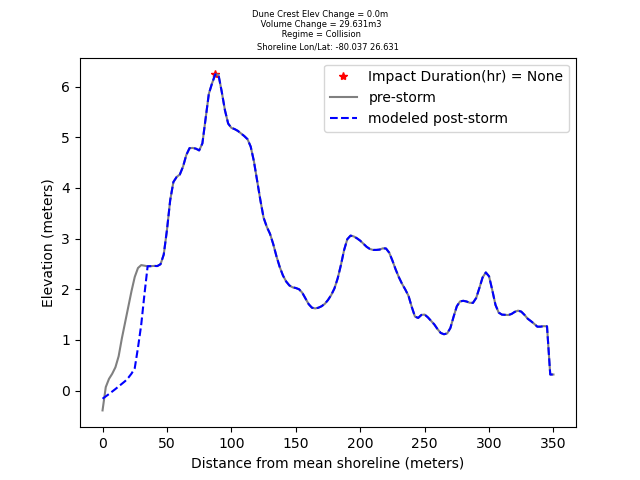 Dune Crest Elev Change = 0.0m
Volume Change = 29.631m3
Regime = Collision
Shoreline Lon/Lat: -80.037 26.631
Impact Duration(hr) = None
pre-storm
modeled post-storm
Elevation (meters)
6
5
4
3
2
1
0
0 50 100 150 200 250 300 350
Distance from mean shoreline (meters)